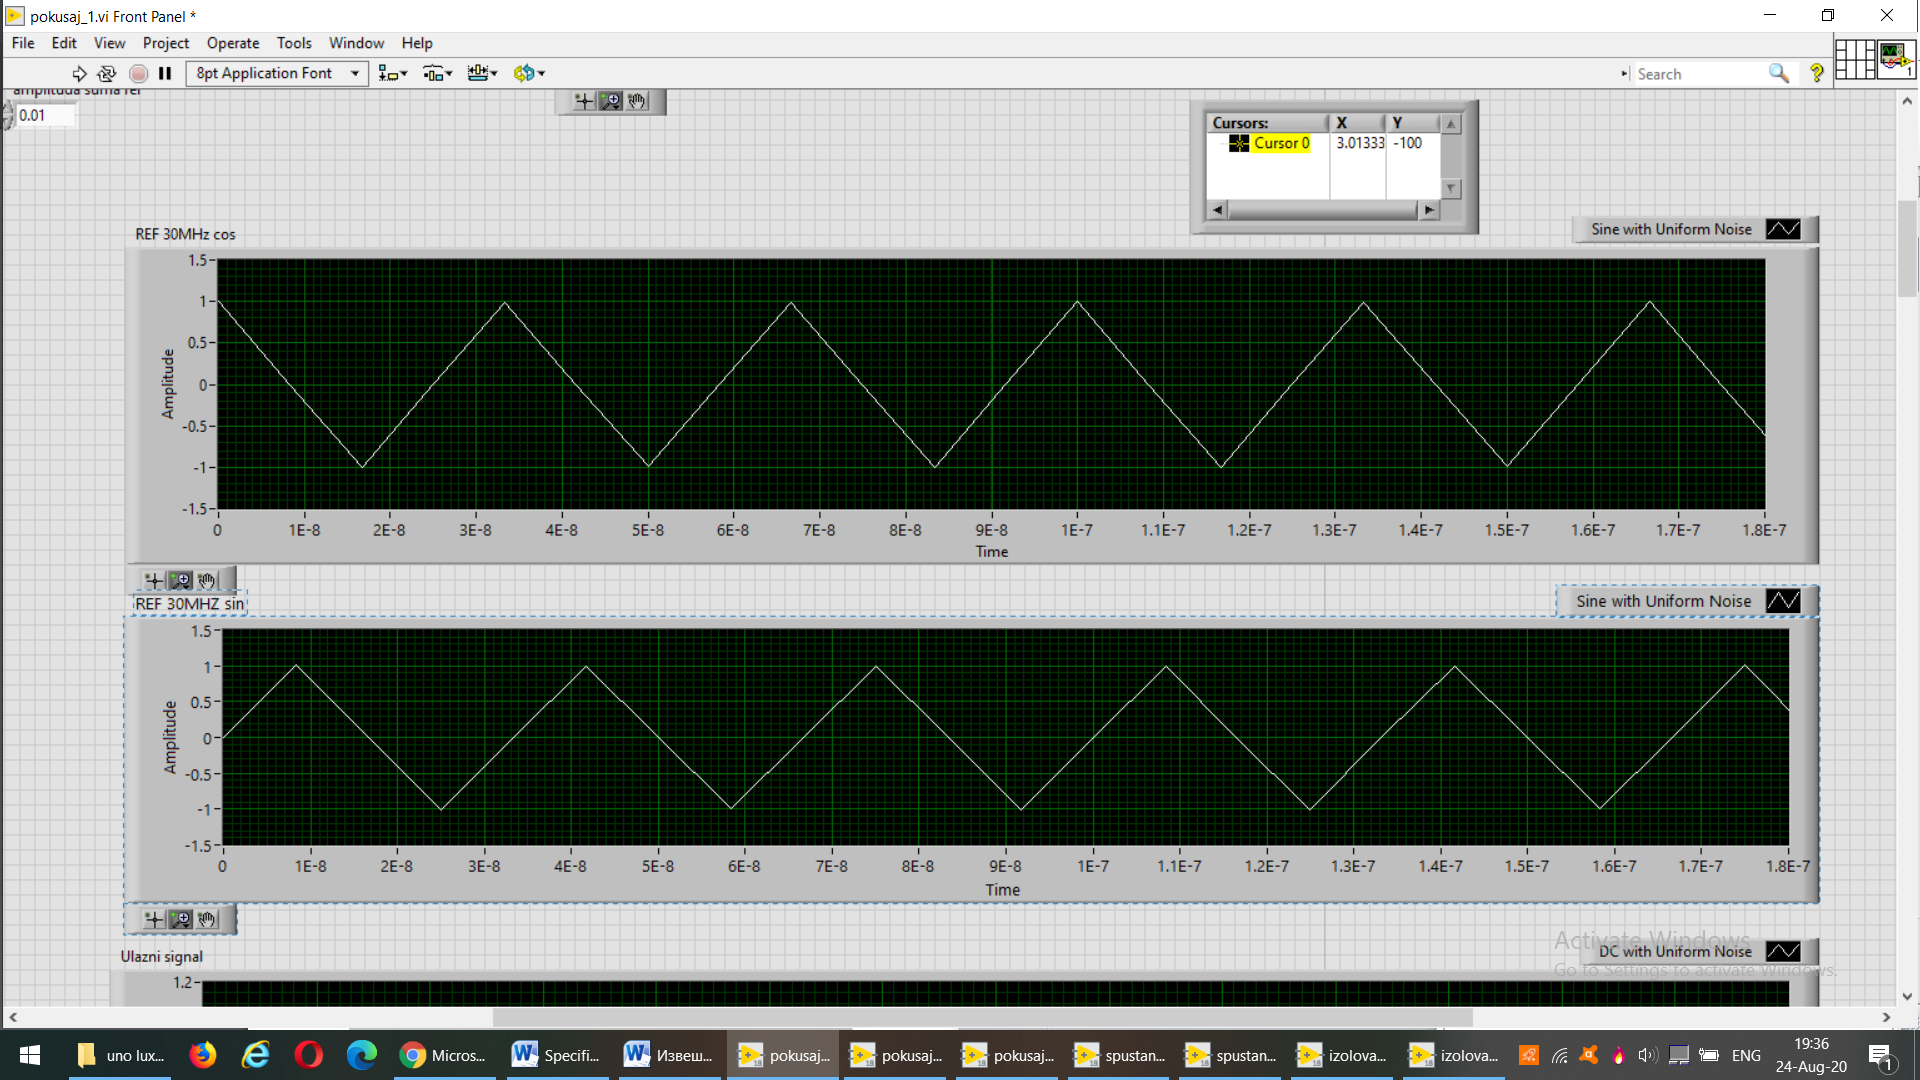 pokusaj_1.vi Front Panel *
File Edit View Project Operate Tools Window Help
8pt Application Font
Search
1
amplituda suma ref
0.01
Cursors: X Y
Cursor 0 3.01333 -100
REF 30MHz cos
Sine with Uniform Noise
1.5
1
0.5
0
-0.5
-1
-1.5
Amplitude
0 1E-8 2E-8 3E-8 4E-8 5E-8 6E-8 7E-8 8E-8 9E-8 1E-7 1.1E-7 1.2E-7 1.3E-7 1.4E-7 1.5E-7 1.6E-7 1.7E-7 1.8E-7
Time
REF 30MHZ sin
Sine with Uniform Noise
1.5
1
0.5
0
-0.5
-1
-1.5
Amplitude
0 1E-8 2E-8 3E-8 4E-8 5E-8 6E-8 7E-8 8E-8 9E-8 1E-7 1.1E-7 1.2E-7 1.3E-7 1.4E-7 1.5E-7 1.6E-7 1.7E-7 1.8E-7
Time
Ulazni signal
DC with Uniform Noise
1.2
Activate Windows
Go to Settings to activate Windows.
uno lux... Micros... Specifi... Извеш... pokusaj... pokusaj... pokusaj... spustan... spustan... izolova... izolova... ENG
19:36
24-Aug-20
1